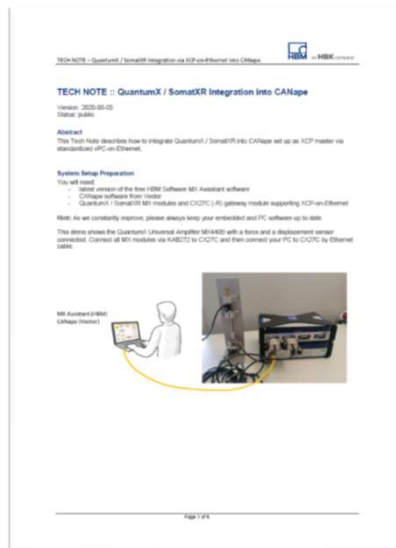 TECH NOTE – QuantumX / SomatXR Integration via XCP-on-Ethernet into CANape
HBM an HBK company
TECH NOTE :: QuantumX / SomatXR Integration into CANape
Version: 2020-06-05
Status: public
Abstract
This Tech Note describes how to integrate QuantumX / SomatXR into CANape set up as XCP master via
standardized XCP-on-Ethernet.
System Setup Preparation
You will need:
- latest version of the free HBM Software MX Assistant software
- CANape software from Vector
- QuantumX / SomatXR MX modules and CX27C (-R) gateway module supporting XCP-on-Ethernet
Hint: As we constantly improve, please always keep your embedded and PC software up to date.
This demo shows the QuantumX Universal Amplifier with a force and a displacement sensor
connected. Connect all MX modules via to CX27C and then connect your PC to CX27C by Ethernet
cable.
MX Assistant (HBM)
CANape (Vector)
Page 1 of